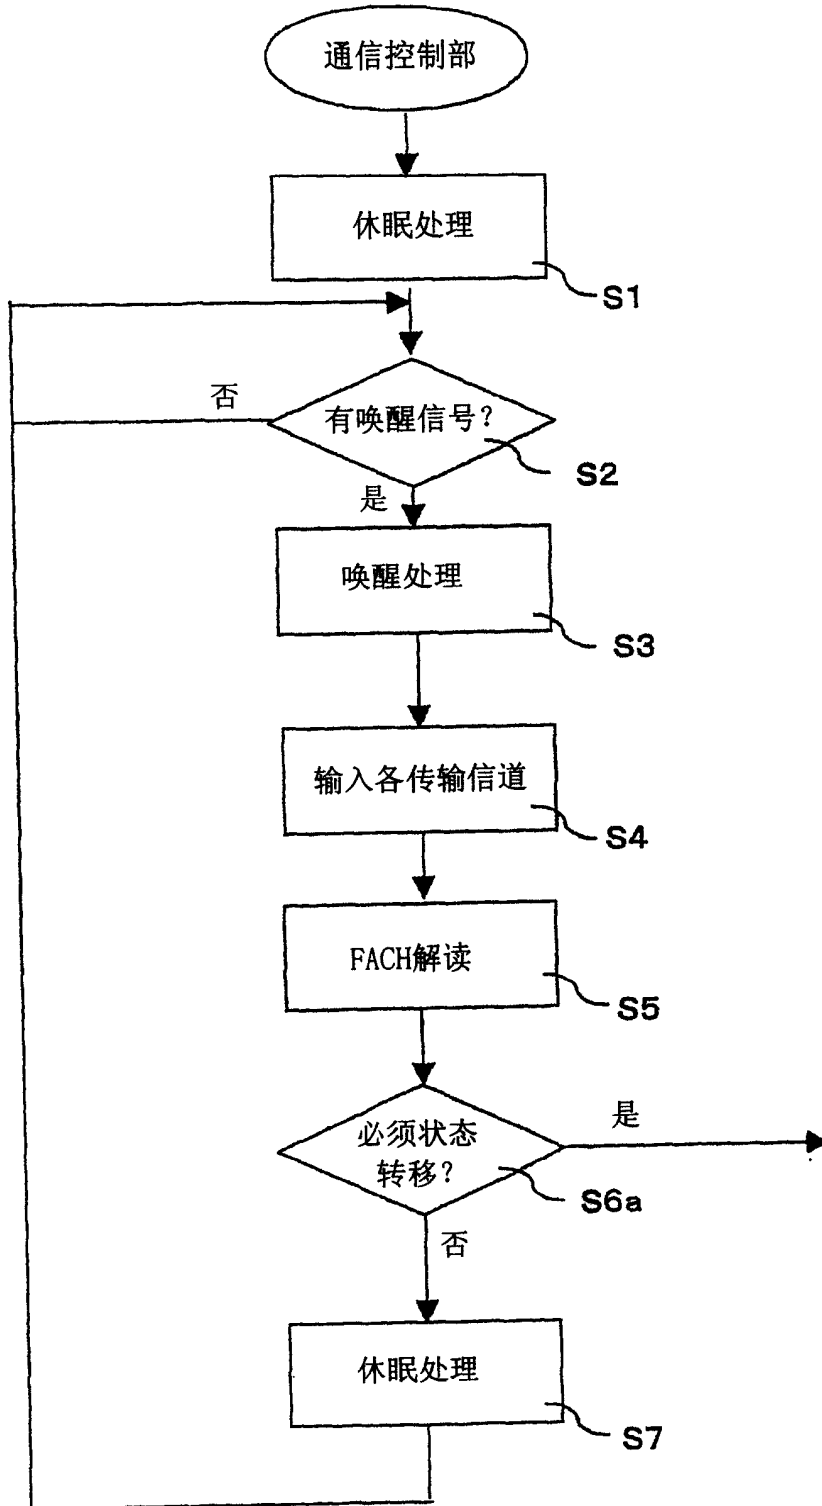 通信控制部
休眠处理
S1
否
有唤醒信号?
S2
是
唤醒处理
S3
输入各传输信道
S4
FACH解读
S5
必须状态
转移?
是
S6a
否
休眠处理
S7